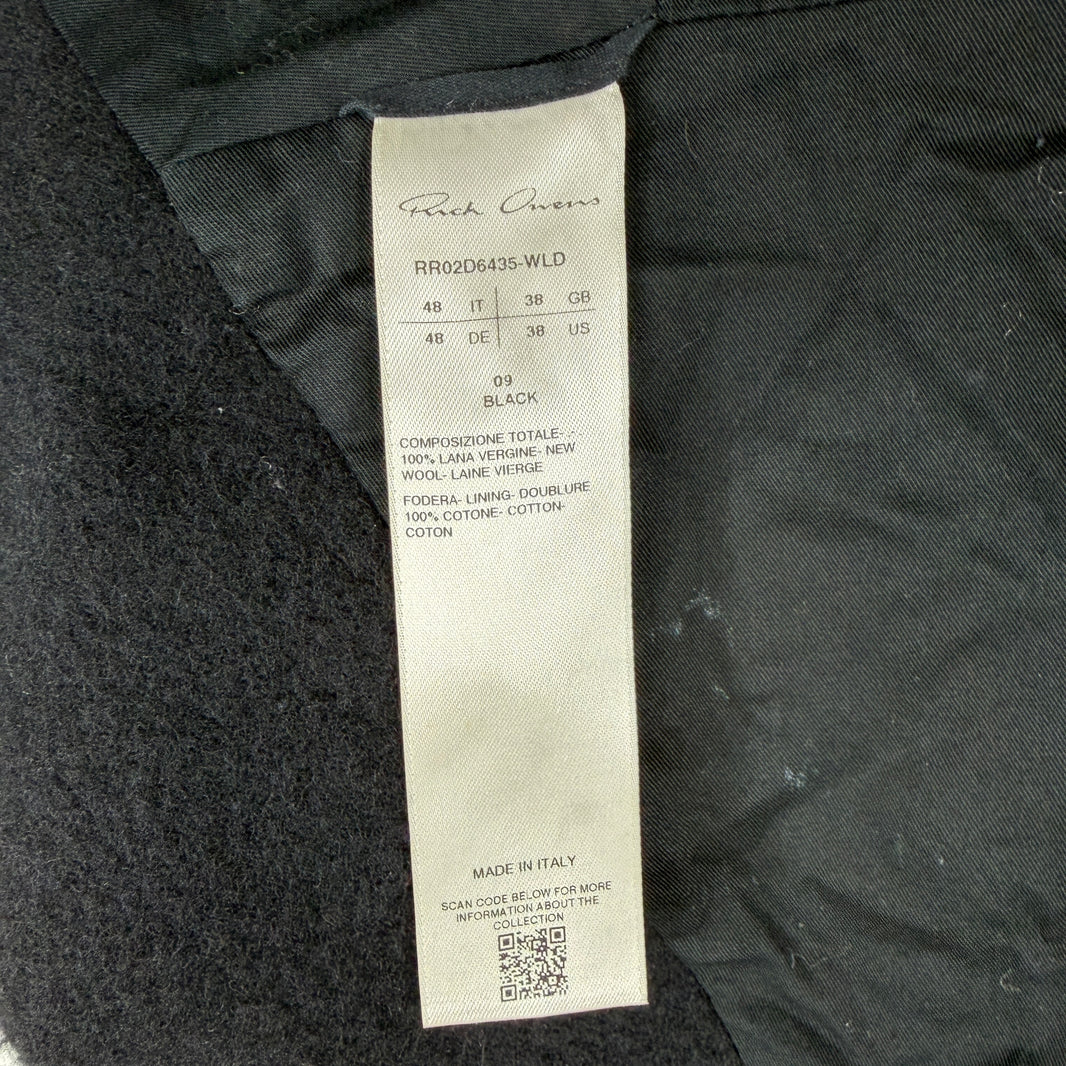 Rick Owens
RR02D6435-WLD
48 IT 38 GB
48 DE 38 US
09
BLACK
COMPOSIZIONE TOTALE- .-
100% LANA VERGINE- NEW
WOOL- LAINE VIERGE
FODERA- LINING- DOUBLURE
100% COTONE- COTTON-
COTON
MADE IN ITALY
SCAN CODE BELOW FOR MORE
INFORMATION ABOUT THE
COLLECTION